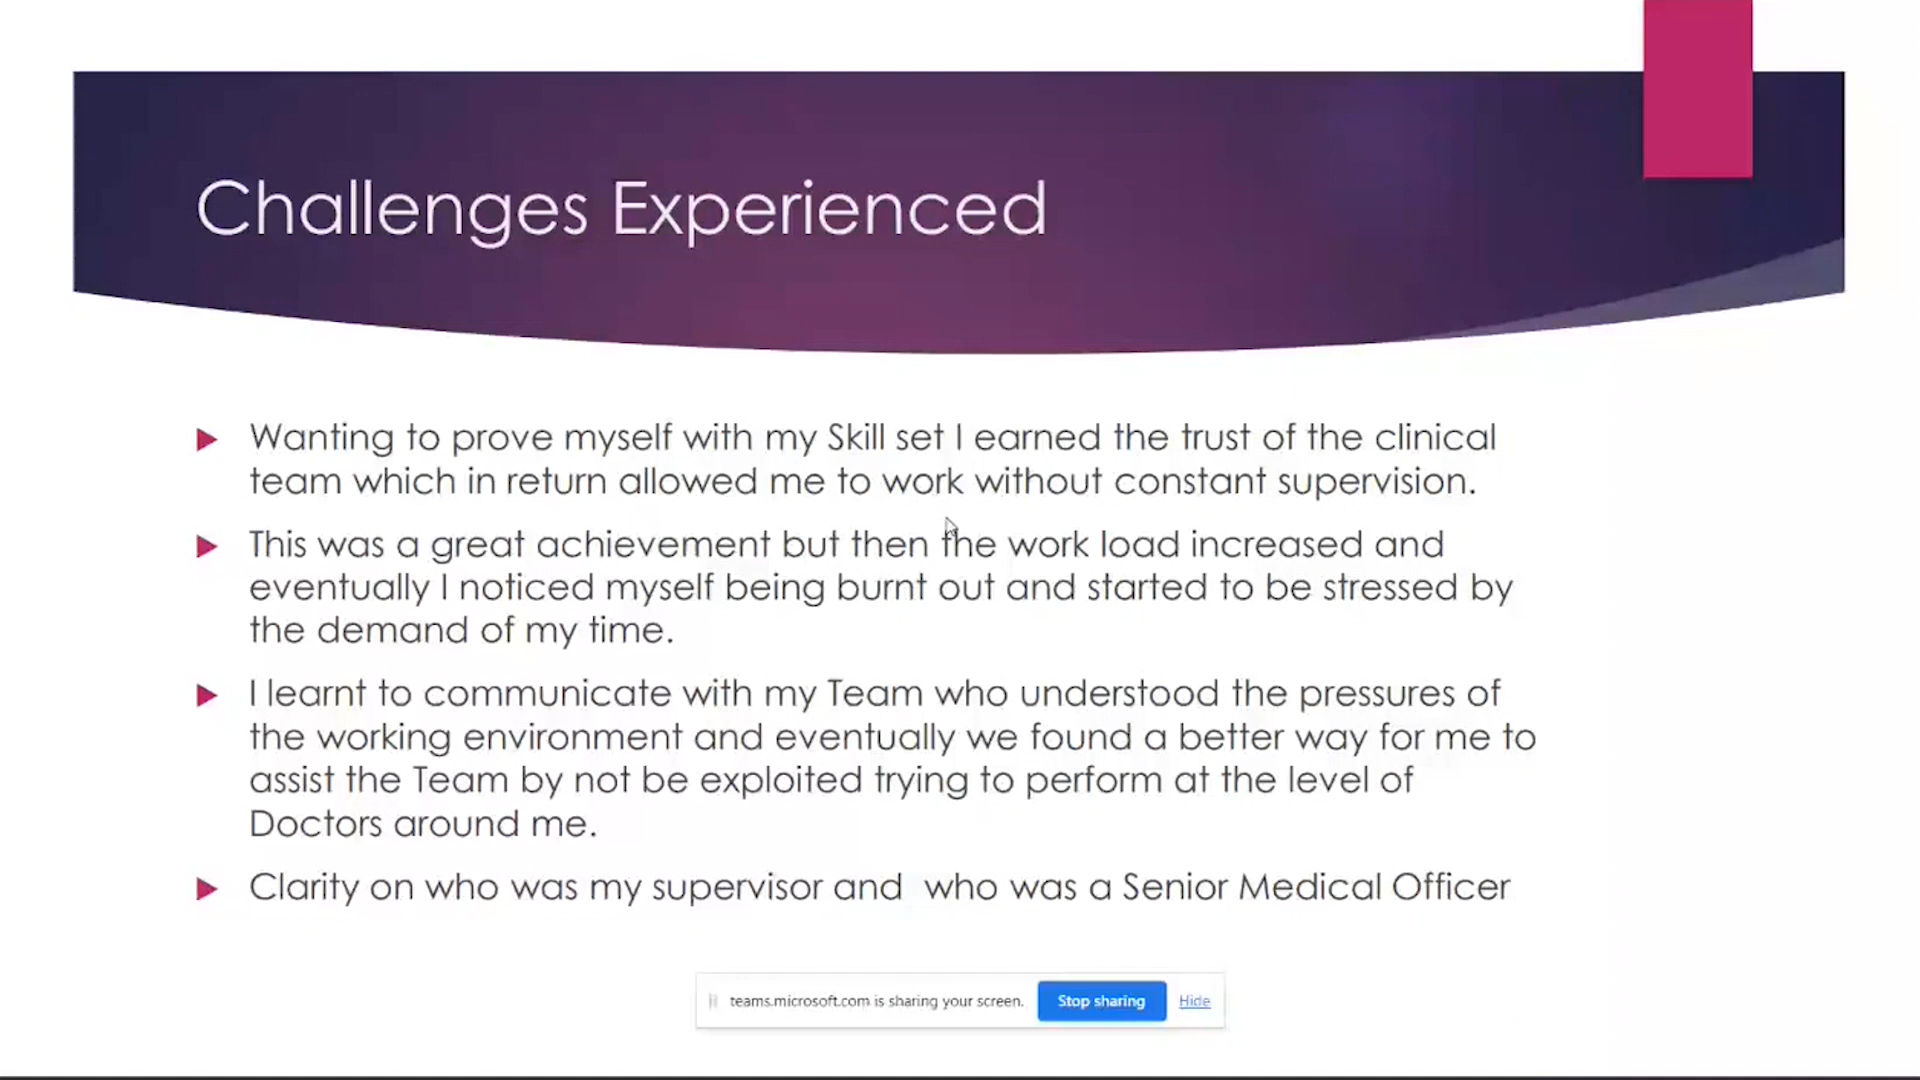 Challenges Experienced
Wanting to prove myself with my Skill set I earned the trust of the clinical
team which in return allowed me to work without constant supervision.
This was a great achievement but then the work load increased and
eventually I noticed myself being burnt out and started to be stressed by
the demand of my time.
I learnt to communicate with my Team who understood the pressures of
the working environment and eventually we found a better way for me to
assist the Team by not be exploited trying to perform at the level of
Doctors around me.
Clarity on who was my supervisor and who was a Senior Medical Officer
teams.microsoft.com is sharing your screen. Stop sharing Hide